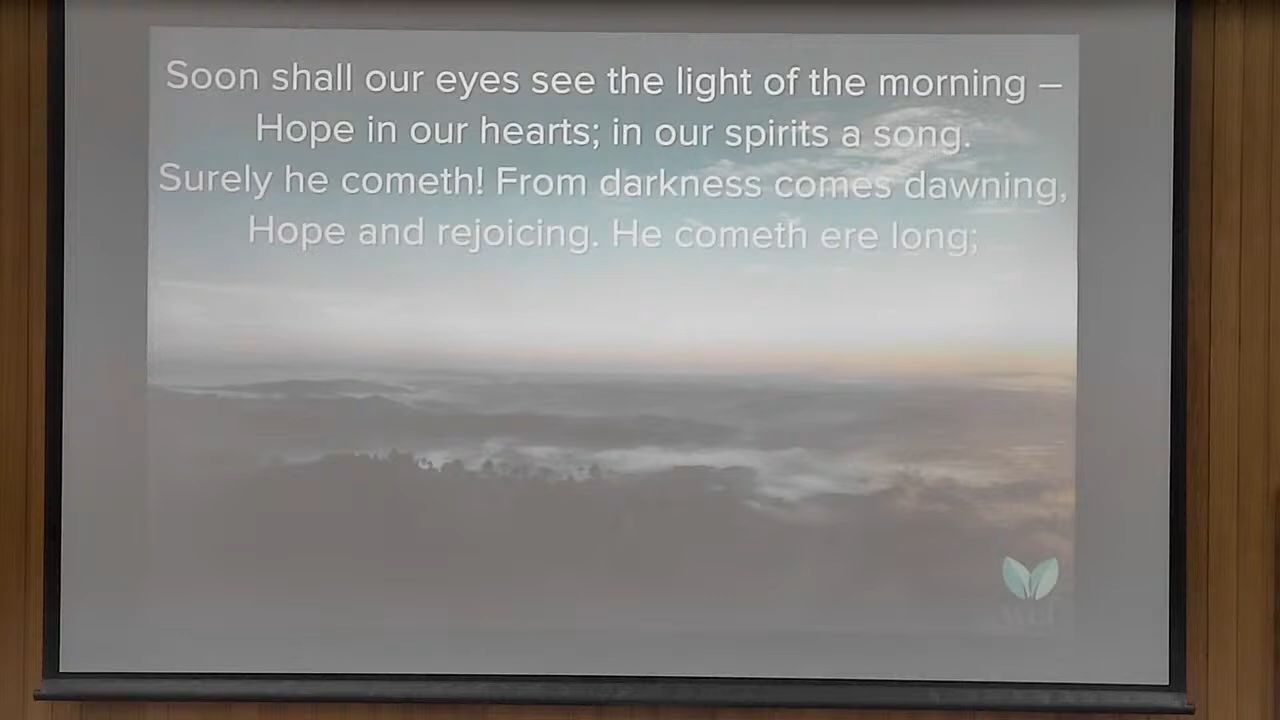 Soon shall our eyes see the light of the morning –
Hope in our hearts; in our spirits a song.
Surely he cometh! From darkness comes dawning,
Hope and rejoicing. He cometh ere long;